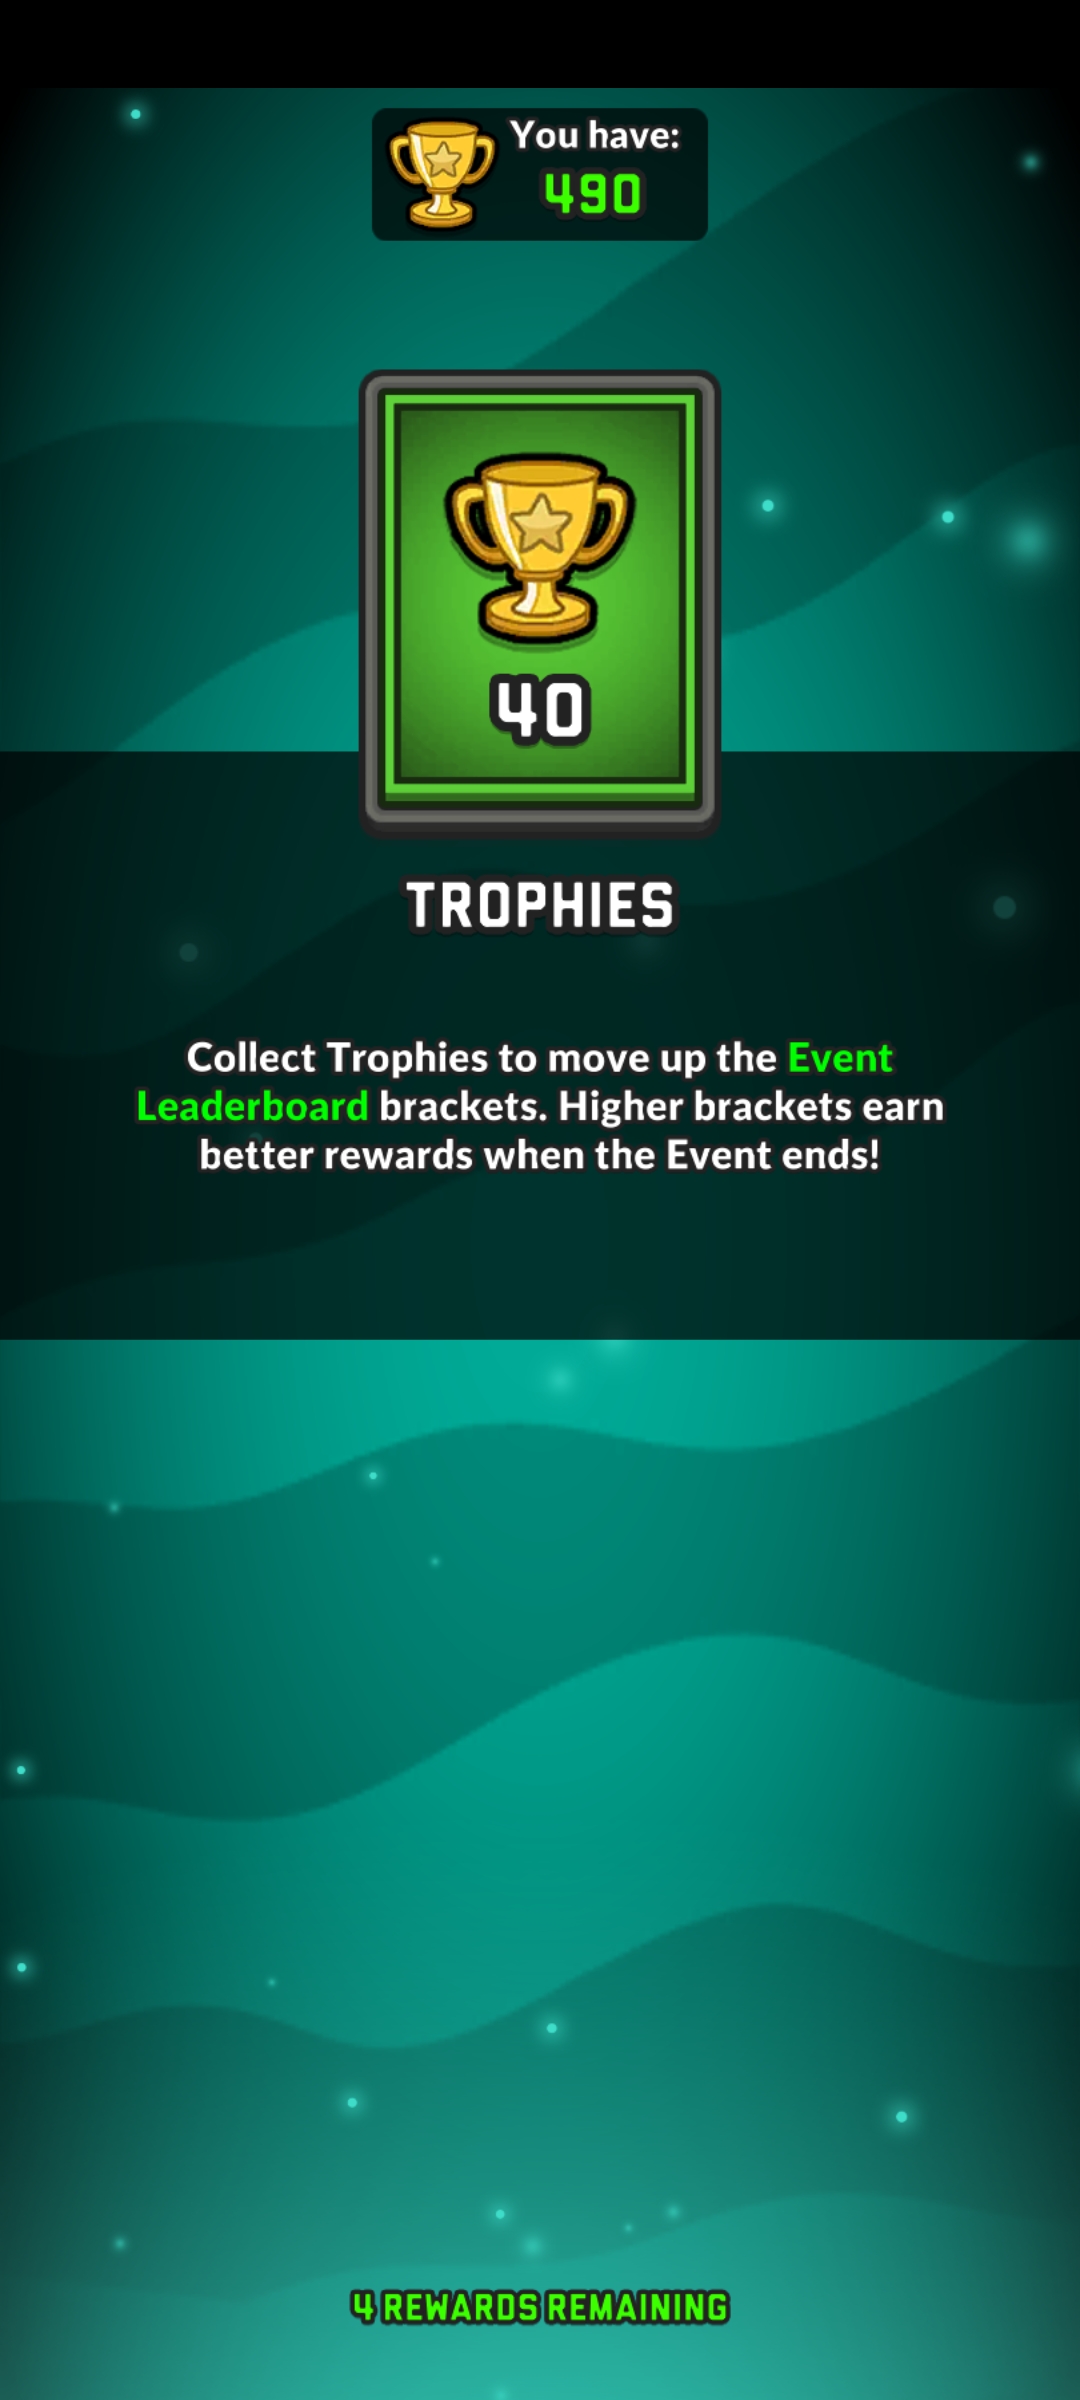 You have:
490
40
TROPHIES
Collect Trophies to move up the Event
Leaderboard brackets. Higher brackets earn
better rewards when the Event ends!
4 REWARDS REMAINING